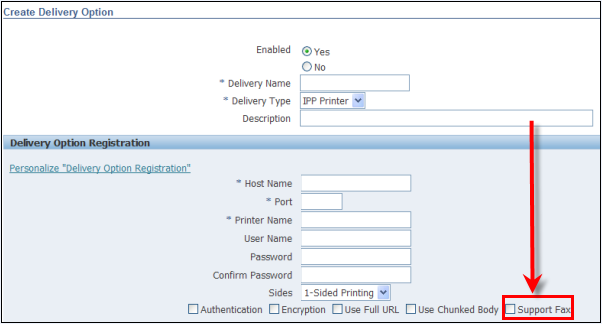 Create Delivery Option
Enabled Yes
No
* Delivery Name
* Delivery Type IPP Printer
Description
Delivery Option Registration
Personalize "Delivery Option Registration"
* Host Name
* Port
* Printer Name
User Name
Password
Confirm Password
Sides 1-Sided Printing
Authentication Encryption Use Full URL Use Chunked Body Support Fax